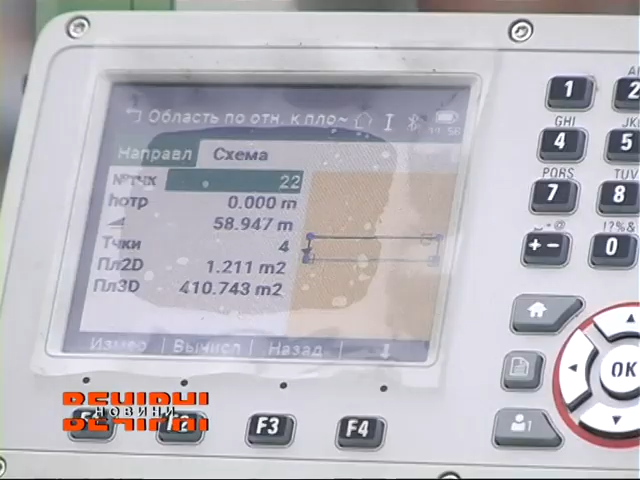 Область по отн. к пло~
11:56
Направл Схема
№тчх 22
hотр 0.000 m
58.947 m
Тчки 4
Пл2D 1.211 m2
Пл3D 410.743 m2
Измер Вычисл Назад
ВЕЧІРНІ
НОВИНИ
F3 F4
1 2
GHI JK
4 5
PQRS TUV
7 8
!?%&
+ - 0
OK
1